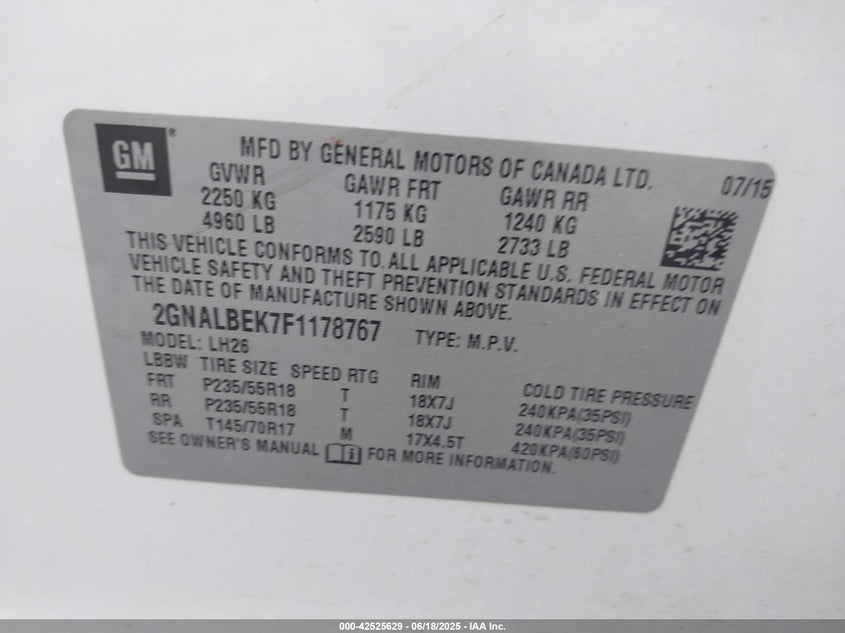 GM ®
MFD BY GENERAL MOTORS OF CANADA LTD. 07/15
GVWR GAWR FRT GAWR RR
2250 KG 1175 KG 1240 KG
4960 LB 2590 LB 2733 LB
THIS VEHICLE CONFORMS TO ALL APPLICABLE U.S. FEDERAL MOTOR
VEHICLE SAFETY AND THEFT PREVENTION STANDARDS IN EFFECT ON
THE DATE OF MANUFACTURE SHOWN ABOVE.
2GNALBEK7F1178767 TYPE: M.P.V.
MODEL: LH26
LBBW TIRE SIZE SPEED RTG RIM COLD TIRE PRESSURE
FRT P235/55R18 T 18X7J 240KPA(35PSI)
RR P235/55R18 T 18X7J 240KPA(35PSI)
SPA T145/70R17 M 17X4.5T 420KPA(60PSI)
SEE OWNER'S MANUAL FOR MORE INFORMATION.
000-42525629 - 06/18/2025 - IAA Inc.